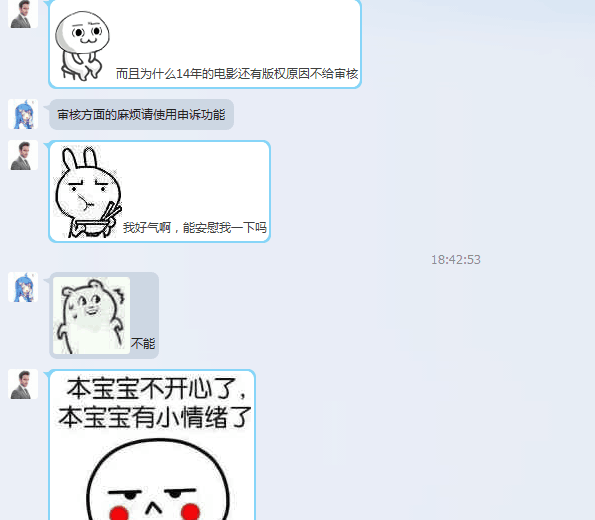 而且为什么14年的电影还有版权原因不给审核
审核方面的麻烦请使用申诉功能
我好气啊，能安慰我一下吗
18:42:53
不能
本宝宝不开心了,
本宝宝有小情绪了